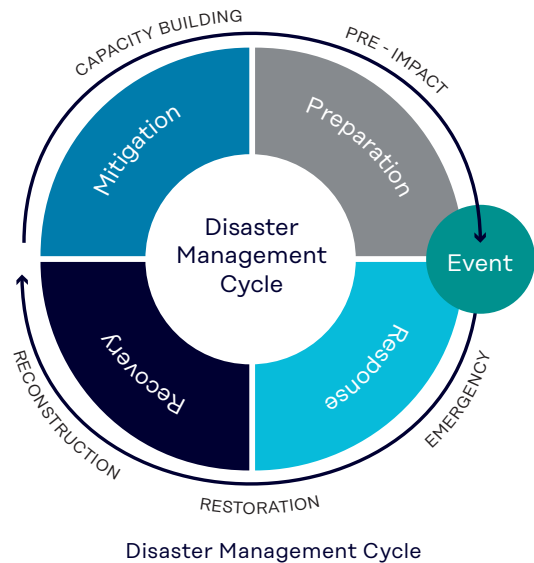 CAPACITY BUILDING
PRE - IMPACT
Mitigation
Preparation
Disaster
Management
Cycle
Event
Recovery
Response
RECONSTRUCTION
EMERGENCY
RESTORATION
Disaster Management Cycle